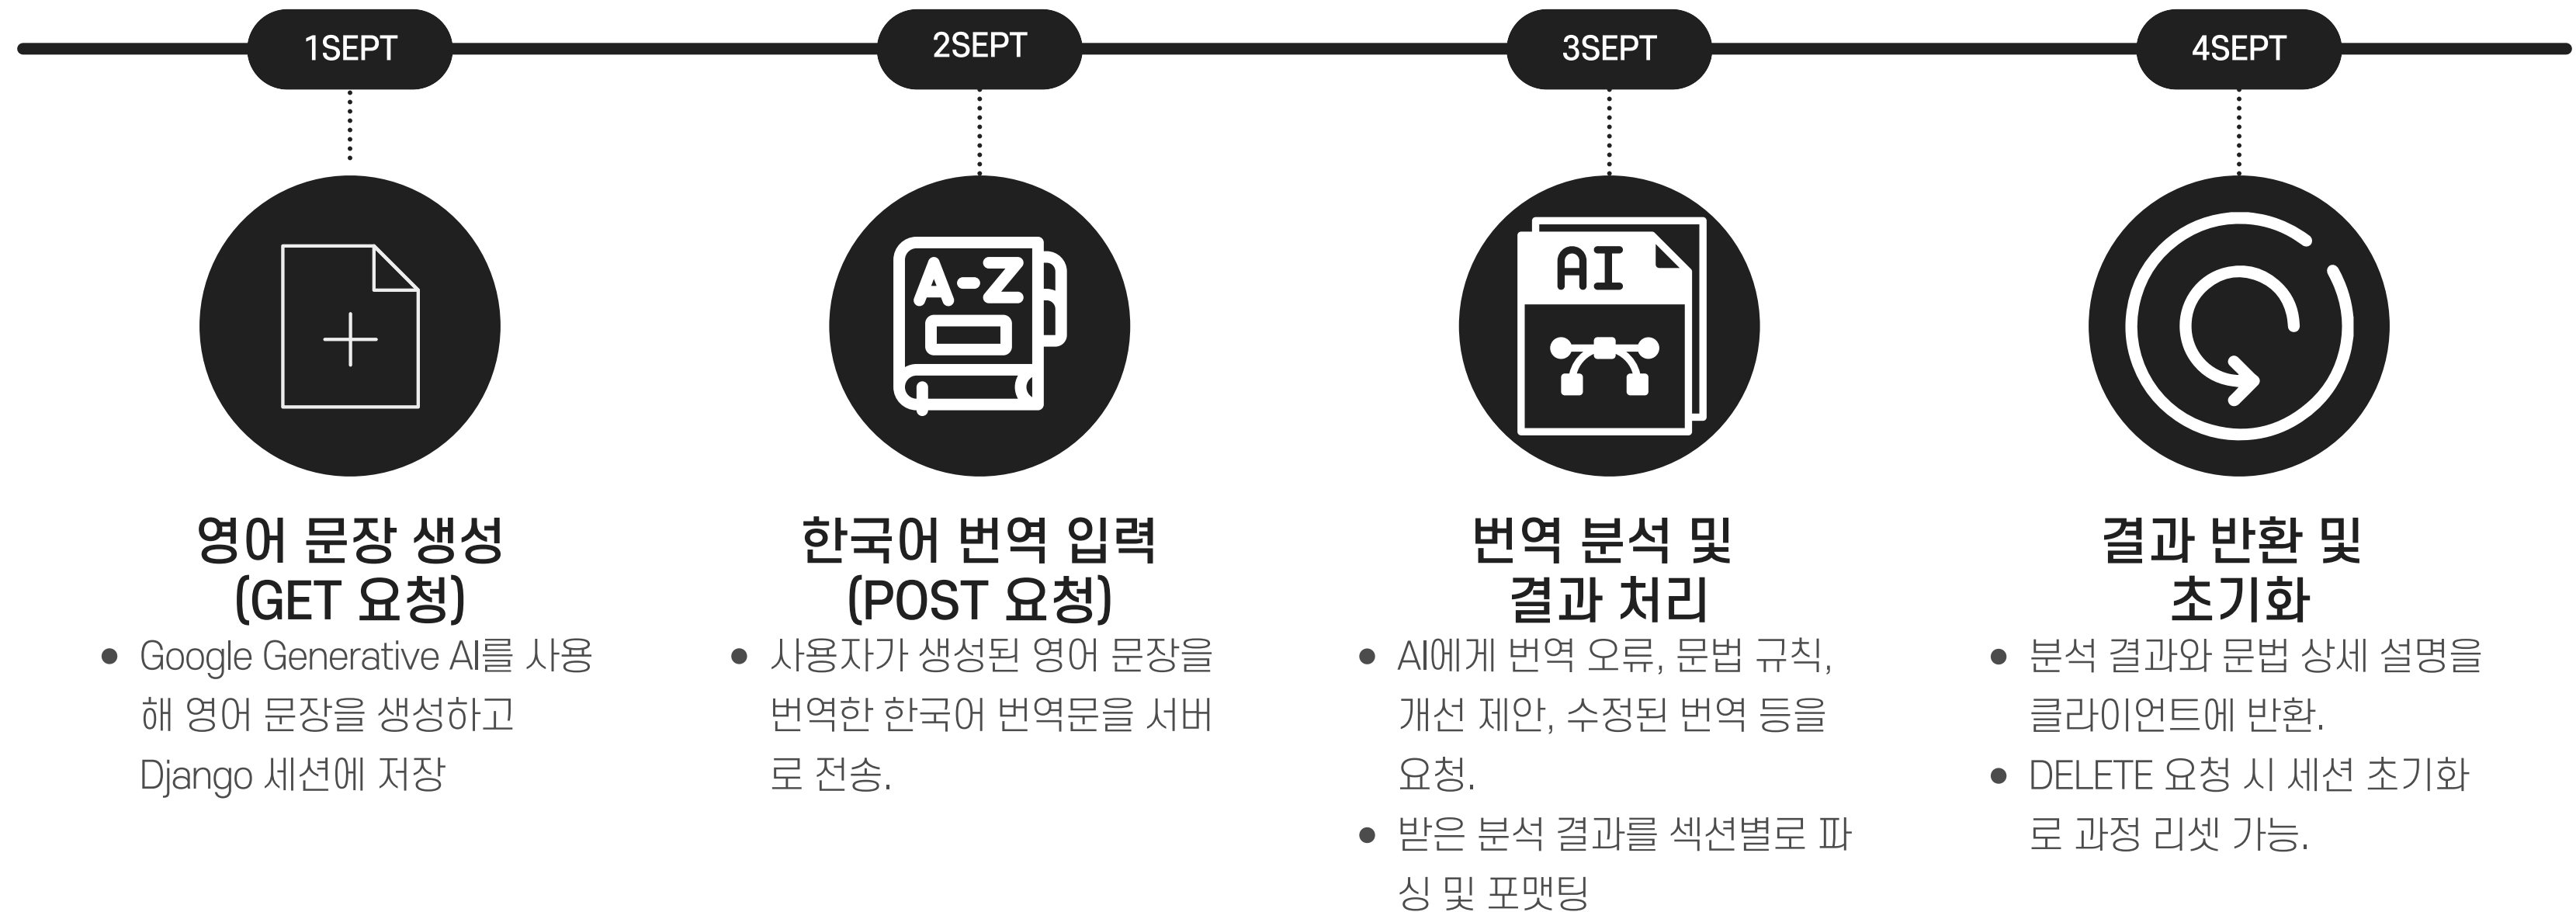 1SEPT
2SEPT
3SEPT
4SEPT
A-Z
AI
영어 문장 생성
(GET 요청)
• Google Generative AI를 사용
해 영어 문장을 생성하고
Django 세션에 저장
한국어 번역 입력
(POST 요청)
• 사용자가 생성된 영어 문장을
번역한 한국어 번역문을 서버
로 전송.
번역 분석 및
결과 처리
• AI에게 번역 오류, 문법 규칙,
개선 제안, 수정된 번역 등을
요청.
• 받은 분석 결과를 섹션별로 파
싱 및 포맷팅
결과 반환 및
초기화
• 분석 결과와 문법 상세 설명을
클라이언트에 반환.
• DELETE 요청 시 세션 초기화
로 과정 리셋 가능.